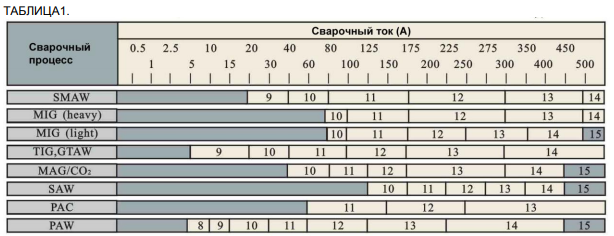 ТАБЛИЦА1.
Сварочный процесс
Сварочный ток (А)
0.5 2.5 10 20 40 80 125 175 225 275 350 450
1 5 15 30 60 100 150 200 250 300 400 500
SMAW 9 10 11 12 13 14
MIG (heavy) 10 11 12 13 14
MIG (light) 10 11 12 13 14 15
TIG,GTAW 9 10 11 12 13 14
MAG/CO₂ 10 11 12 13 14 15
SAW 10 11 12 13 14 15
PAC 11 12 13
PAW 8 9 10 11 12 13 14 15